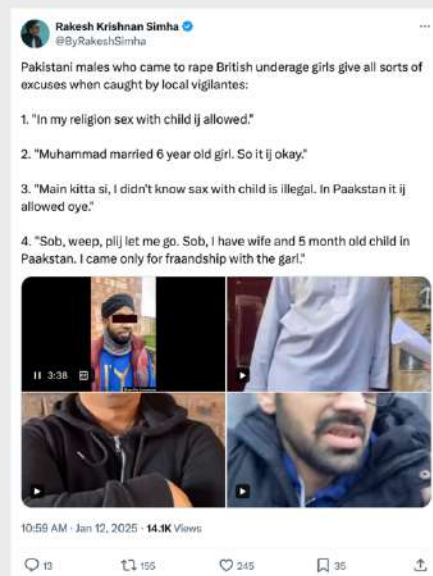 Rakesh Krishnan Simha
@ByRakeshSimha
Pakistani males who came to rape British underage girls give all sorts of
excuses when caught by local vigilantes:
1. "In my religion sex with child ij allowed."
2. "Muhammad married 6 year old girl. So it ij okay."
3. "Main kitta si, I didn't know sax with child is illegal. In Paakstan it ij
allowed oye."
4. "Sob, weep, plij let me go. Sob, I have wife and 5 month old child in
Paakstan. I came only for fraandship with the garl."
3:38
10:59 AM · Jan 12, 2025 · 14.1K Views
13 155 245 35